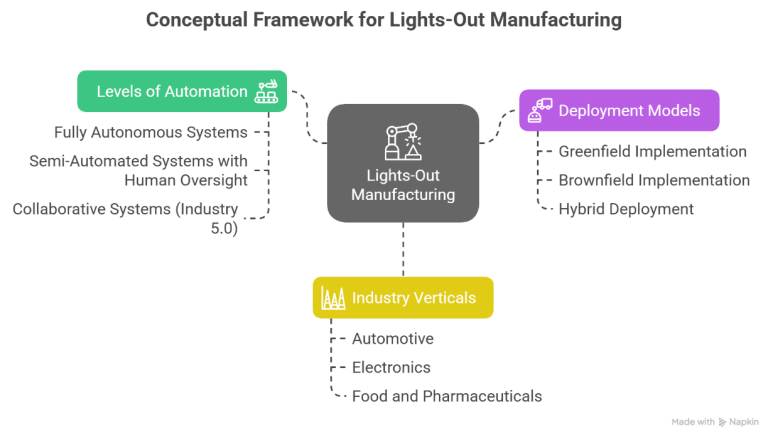 Conceptual Framework for Lights-Out Manufacturing
Levels of Automation
Fully Autonomous Systems
Semi-Automated Systems with
Human Oversight
Collaborative Systems (Industry
5.0)
Lights-Out
Manufacturing
Deployment Models
Greenfield Implementation
Brownfield Implementation
Hybrid Deployment
Industry Verticals
Automotive
Electronics
Food and Pharmaceuticals
Made with Napkin